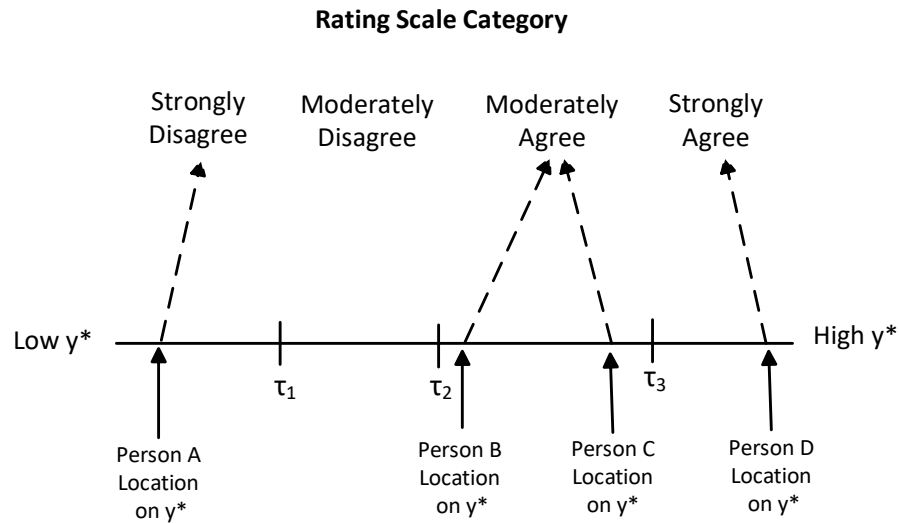 Rating Scale Category
Strongly
Disagree
Moderately
Disagree
Moderately
Agree
Strongly
Agree
Low y*
High y*
τ1
τ2
τ3
Person A
Location
on y*
Person B
Location
on y*
Person C
Location
on y*
Person D
Location
on y*